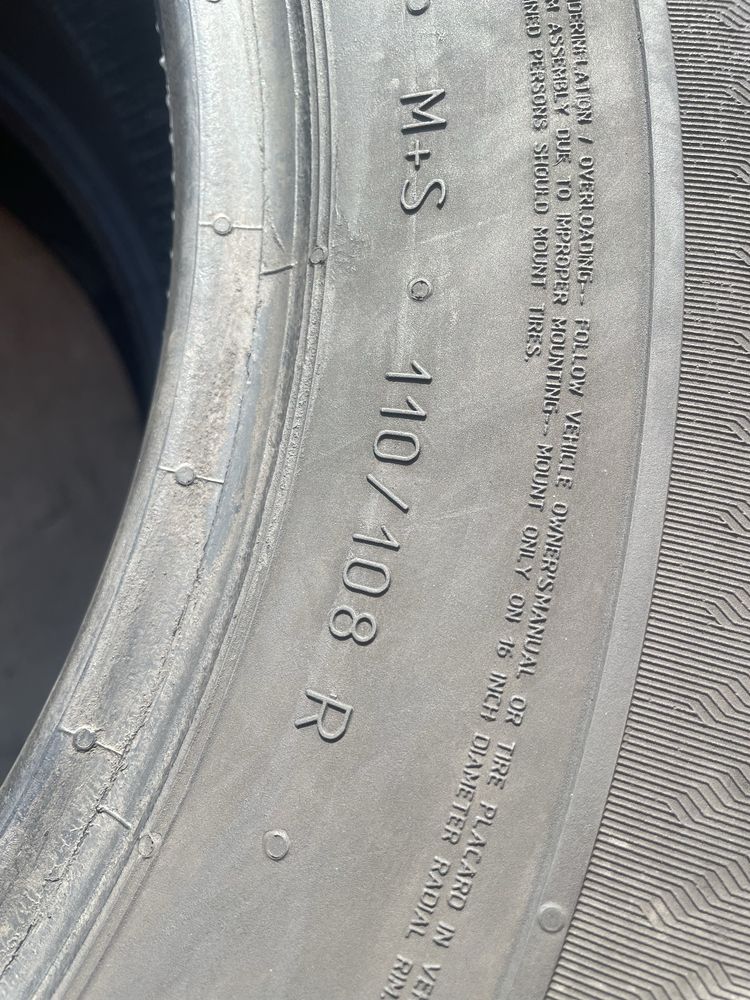 M+S 110/108 R
OVERLOADING-- FOLLOW VEHICLE OWNER'S MANUAL OR TIRE PLACARD IN
ASSEMBLY DUE TO IMPROPER MOUNTING-- MOUNT ONLY ON 16 INCH DIAMETER RADIAL
PERSONS SHOULD MOUNT TIRES.